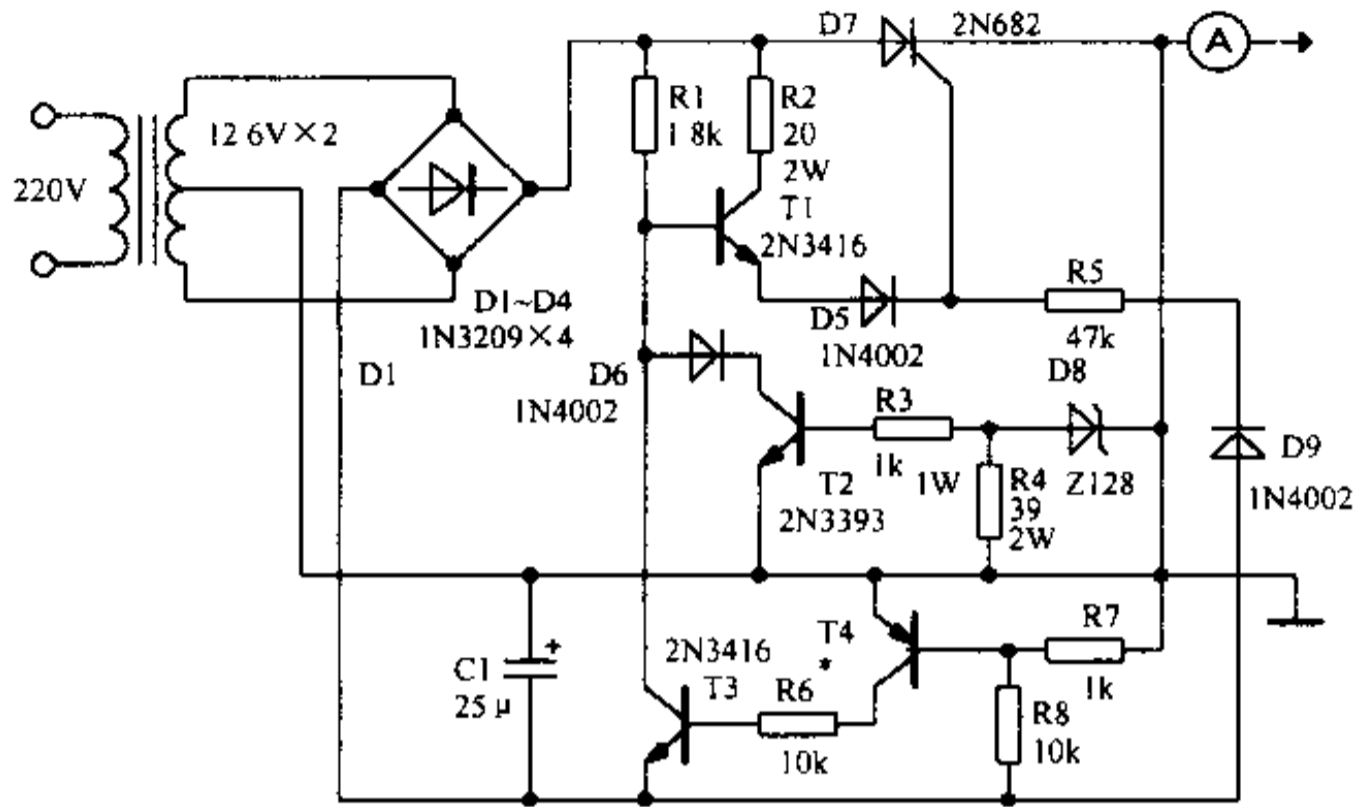 D7
2N682
A
R1
1 8k
R2
20
2W
T1
2N3416
12 6V×2
220V
D1~D4
1N3209×4
D1
D5
1N4002
R5
47k
D6
1N4002
D8
Z128
R3
1k
1W
R4
39
2W
T2
2N3393
D9
1N4002
C1
25μ
+
2N3416
T3
T4
*
R6
10k
R7
1k
R8
10k